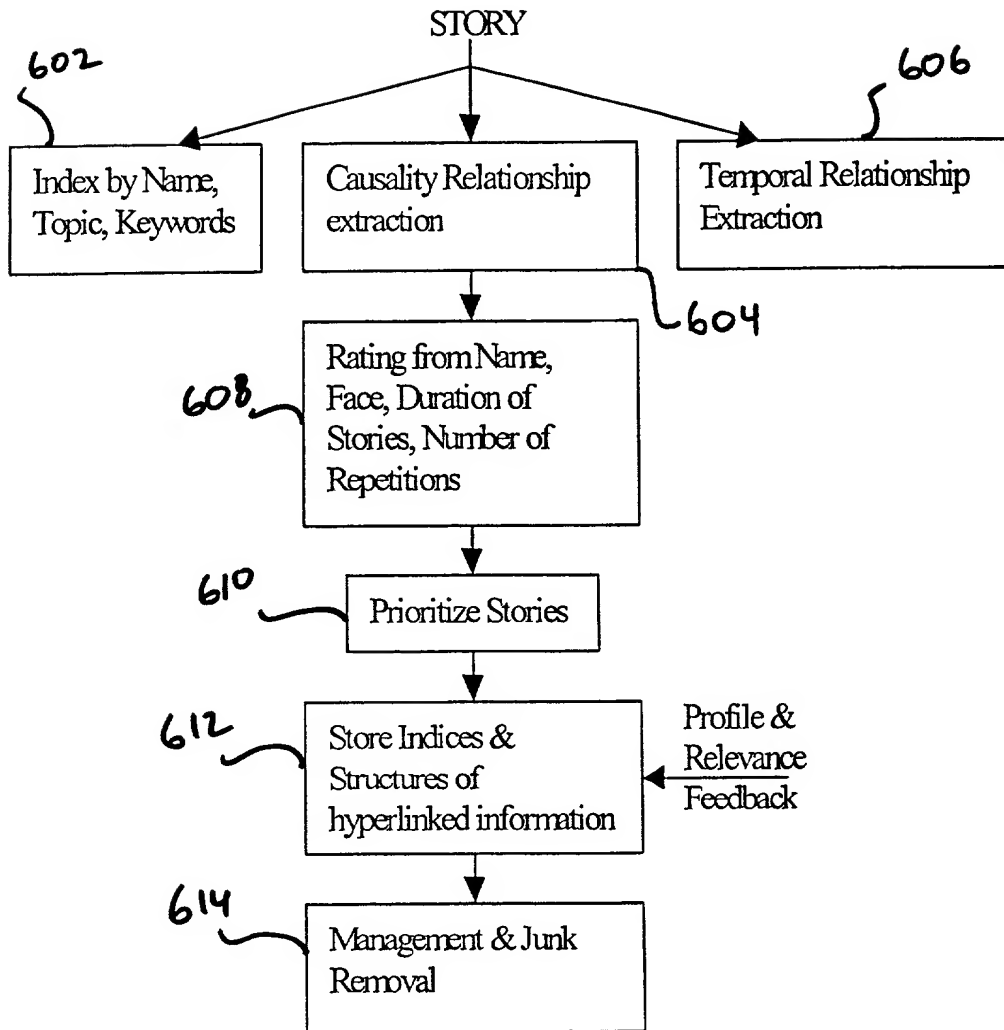 STORY
602
606
Index by Name,
Topic, Keywords
Causality Relationship
extraction
Temporal Relationship
Extraction
604
608
Rating from Name,
Face, Duration of
Stories, Number of
Repetitions
610
Prioritize Stories
612
Store Indices &
Structures of
hyperlinked information
Profile &
Relevance
Feedback
614
Management & Junk
Removal